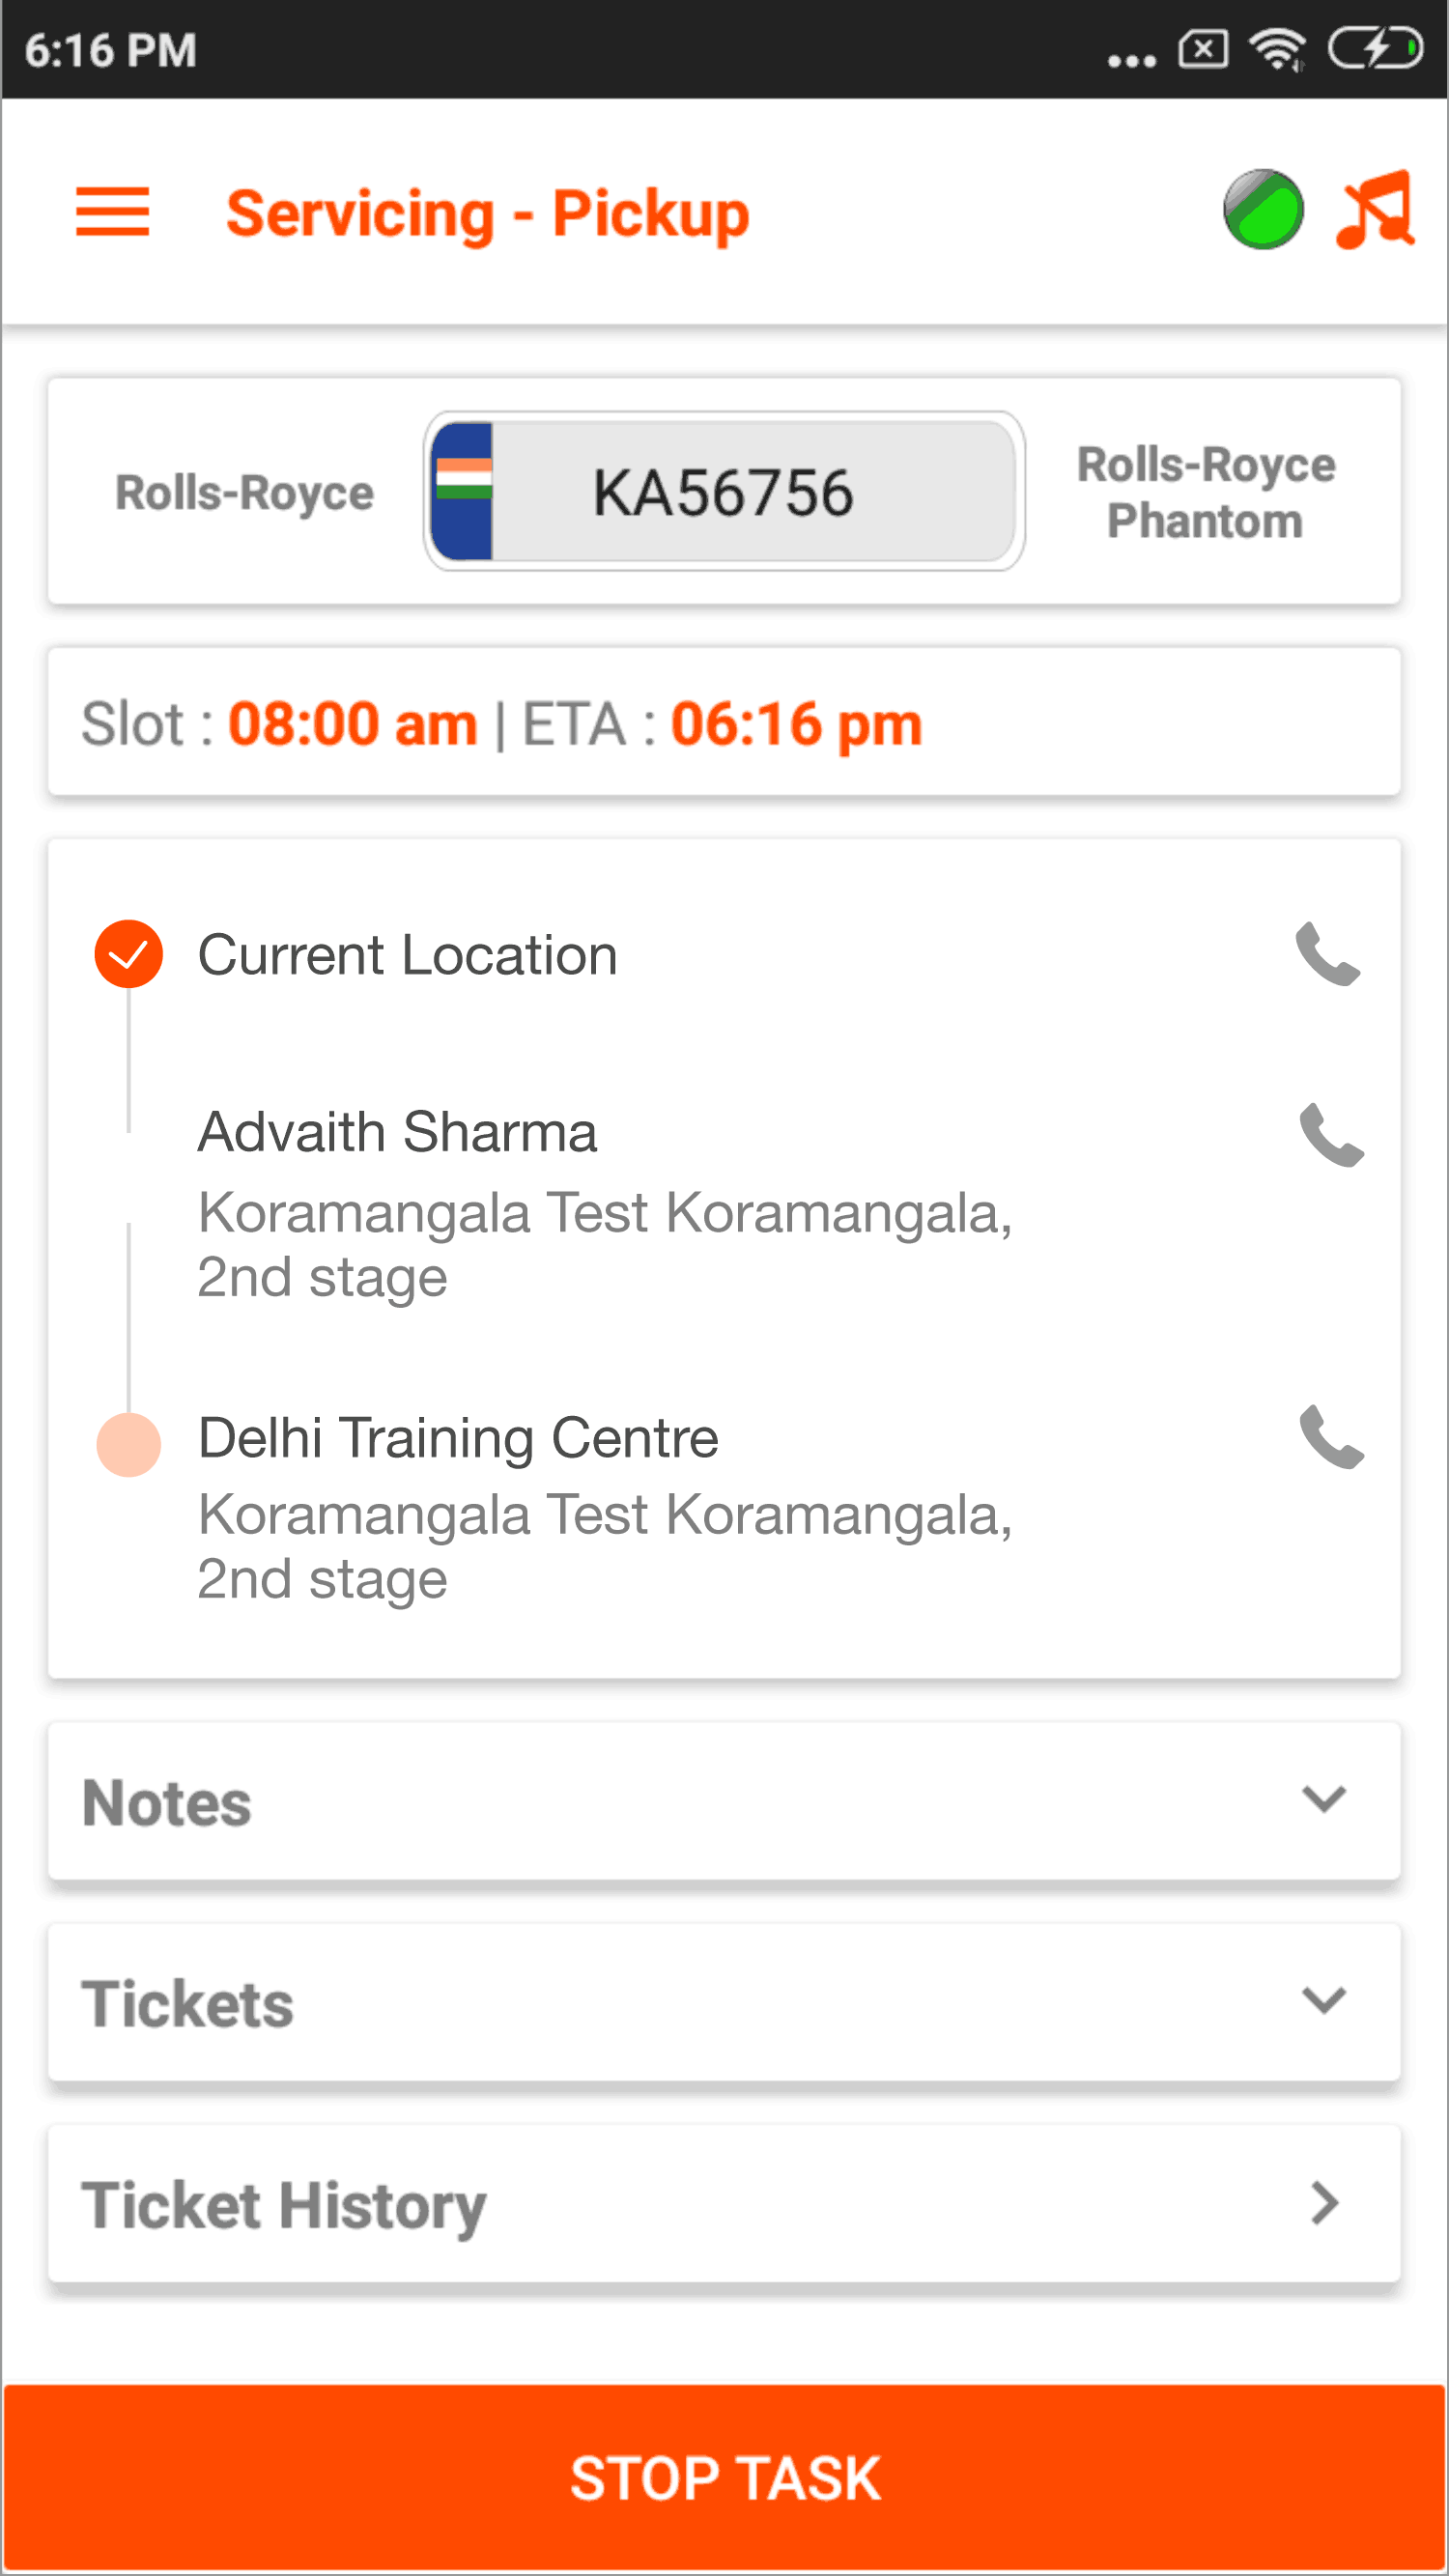 6:16 PM
Servicing - Pickup
Rolls-Royce
KA56756
Rolls-Royce
Phantom
Slot : 08:00 am | ETA : 06:16 pm
Current Location
Advaith Sharma
Koramangala Test Koramangala,
2nd stage
Delhi Training Centre
Koramangala Test Koramangala,
2nd stage
Notes
Tickets
Ticket History
STOP TASK